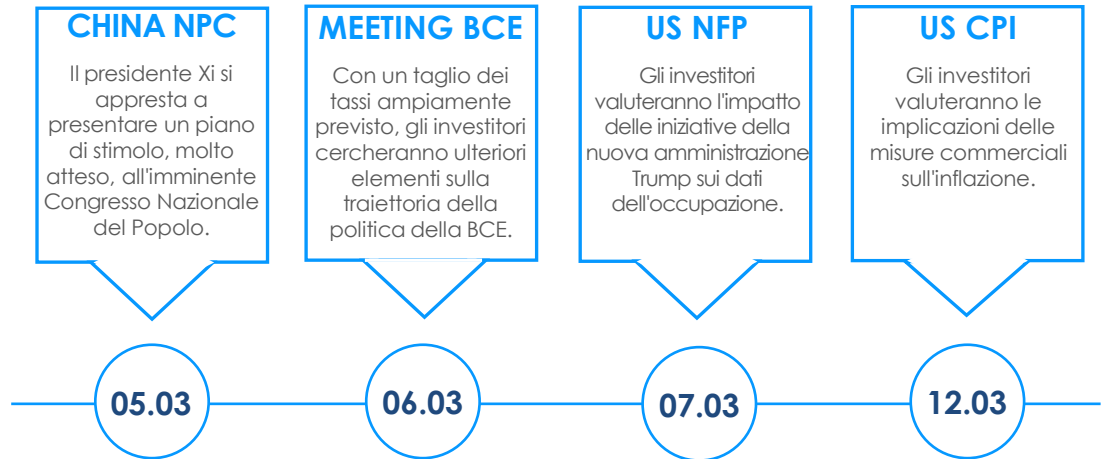 CHINA NPC
Il presidente Xi si
appresta a
presentare un piano
di stimolo, molto
atteso, all'imminente
Congresso Nazionale
del Popolo.
MEETING BCE
Con un taglio dei
tassi ampiamente
previsto, gli investitori
cercheranno ulteriori
elementi sulla
traiettoria della
politica della BCE.
US NFP
Gli investitori
valuteranno l'impatto
delle iniziative della
nuova amministrazione
Trump sui dati
dell'occupazione.
US CPI
Gli investitori
valuteranno le
implicazioni delle
misure commerciali
sull'inflazione.
05.03
06.03
07.03
12.03